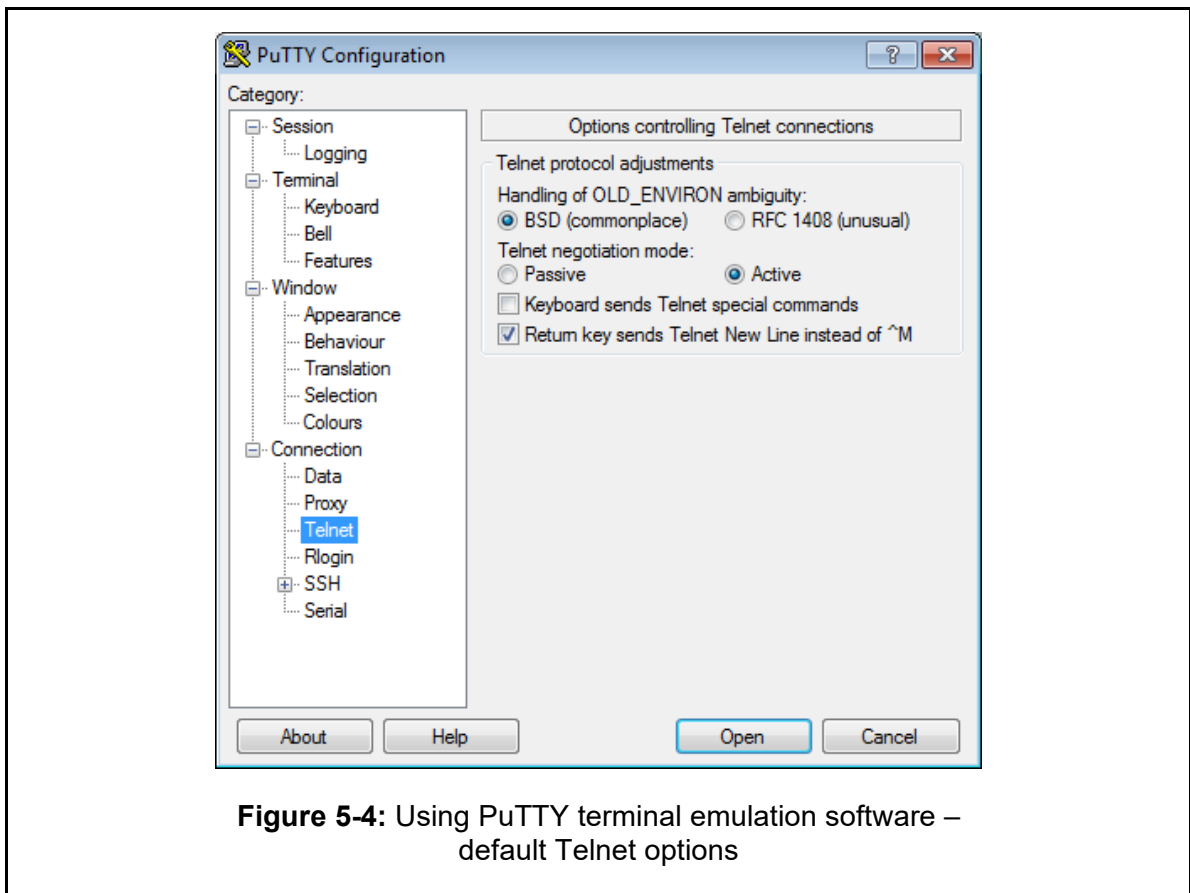 PuTTY Configuration
Category:
Session
Logging
Terminal
Keyboard
Bell
Features
Window
Appearance
Behaviour
Translation
Selection
Colours
Connection
Data
Proxy
Telnet
Rlogin
SSH
Serial
Options controlling Telnet connections
Telnet protocol adjustments
Handling of OLD_ENVIRON ambiguity:
BSD (commonplace) RFC 1408 (unusual)
Telnet negotiation mode:
Passive Active
Keyboard sends Telnet special commands
Return key sends Telnet New Line instead of ^M
About Help Open Cancel
Figure 5-4: Using PuTTY terminal emulation software –
default Telnet options